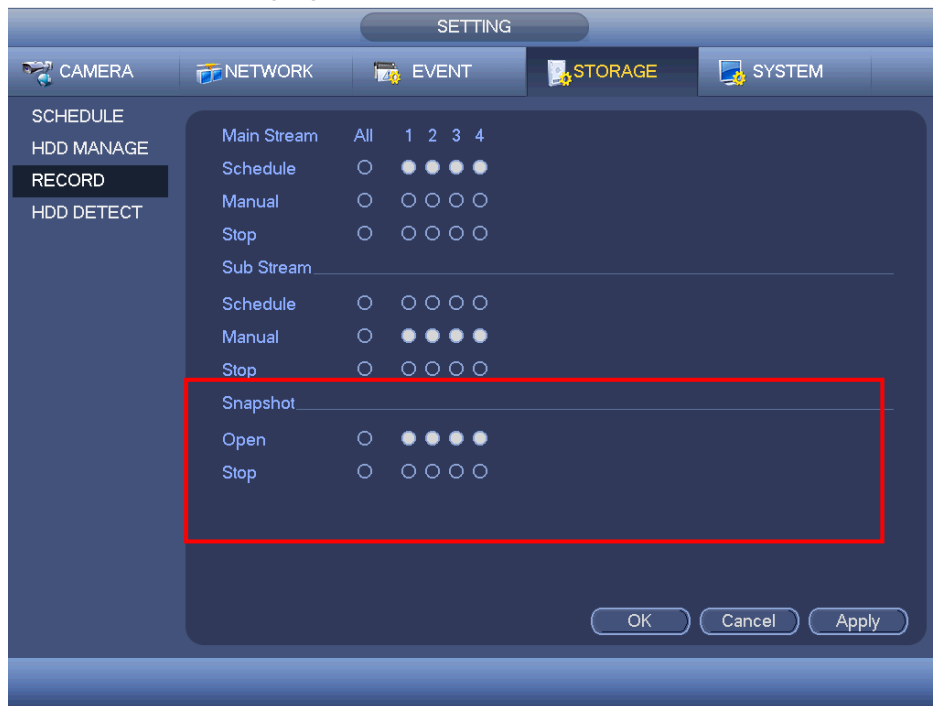 SETTING
CAMERA NETWORK EVENT STORAGE SYSTEM
SCHEDULE
HDD MANAGE
RECORD
HDD DETECT
Main Stream All 1 2 3 4
Schedule
Manual
Stop
Sub Stream
Schedule
Manual
Stop
Snapshot
Open
Stop
OK Cancel Apply